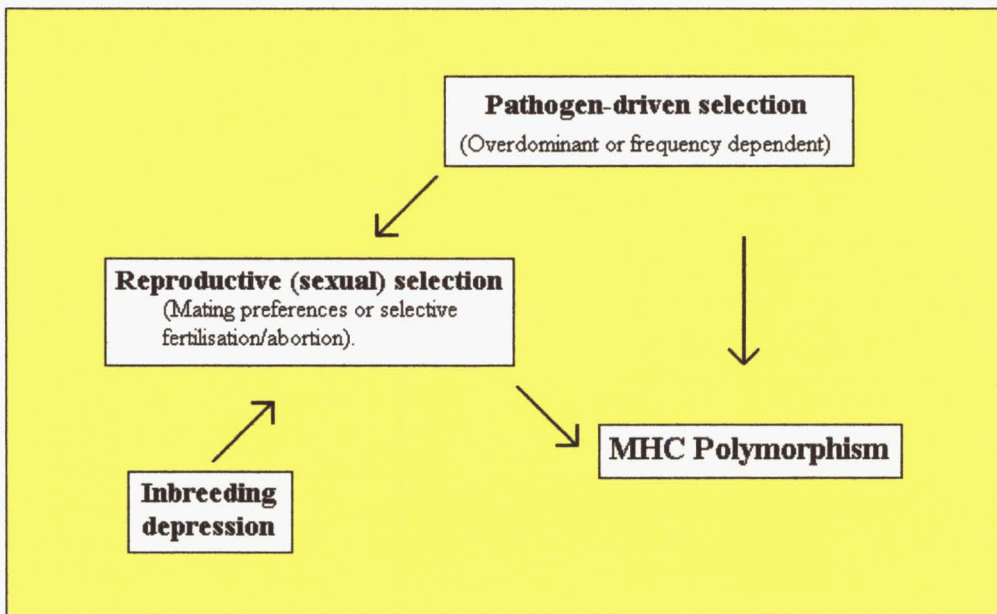 Pathogen-driven selection
(Overdominant or frequency dependent)
Reproductive (sexual) selection
(Mating preferences or selective
fertilisation/abortion).
MHC Polymorphism
Inbreeding
depression